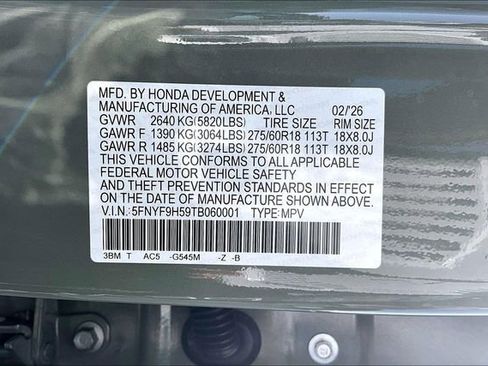 MFD. BY HONDA DEVELOPMENT &
MANUFACTURING OF AMERICA, LLC 02/'26
GVWR 2640 KG(5820LBS) TIRE SIZE RIM SIZE
GAWR F 1390 KG(3064LBS) 275/60R18 113T 18X8.0J
GAWR R 1485 KG(3274LBS) 275/60R18 113T 18X8.0J
THIS VEHICLE CONFORMS TO ALL APPLICABLE
FEDERAL MOTOR VEHICLE SAFETY
AND THEFT PREVENTION STANDARDS IN EFFECT
ON THE DATE OF MANUFACTURE SHOWN ABOVE.
V.I.N.: 5FNYF9H59TB060001 TYPE: MPV
3BM T AC5 -G545M -Z -B